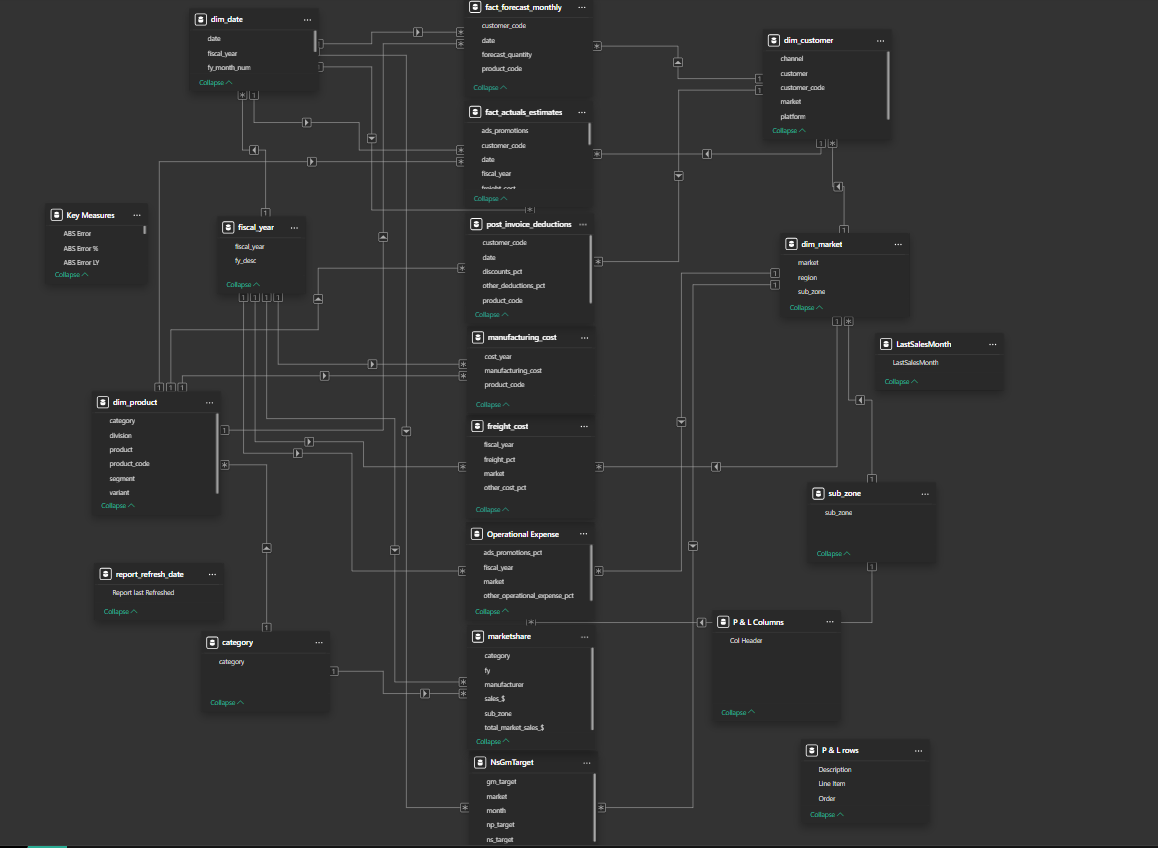 dim_date
date
fiscal_year
fy_month_num
Collapse
fact_forecast_monthly
customer_code
date
forecast_quantity
product_code
Collapse
dim_customer
channel
customer
customer_code
market
platform
Collapse
fact_actuals_estimates
ads_promotions
customer_code
date
fiscal_year
freight_cost
Collapse
Key Measures
ABS Error
ABS Error %
ABS Error LY
Collapse
fiscal_year
fiscal_year
fy_desc
Collapse
post_invoice_deductions
customer_code
date
discounts_pct
other_deductions_pct
product_code
Collapse
dim_market
market
region
sub_zone
Collapse
manufacturing_cost
cost_year
manufacturing_cost
product_code
Collapse
LastSalesMonth
LastSalesMonth
Collapse
dim_product
category
division
product
product_code
segment
variant
Collapse
freight_cost
fiscal_year
freight_pct
market
other_cost_pct
Collapse
sub_zone
sub_zone
Collapse
Operational Expense
ads_promotions_pct
fiscal_year
market
other_operational_expense_pct
Collapse
report_refresh_date
Report last Refreshed
Collapse
category
category
Collapse
marketshare
category
fy
manufacturer
sales_$
sub_zone
total_market_sales_$
Collapse
P & L Columns
Col Header
Collapse
NsGmTarget
gm_target
market
month
np_target
ns_target
P & L rows
Description
Line Item
Order
Collapse